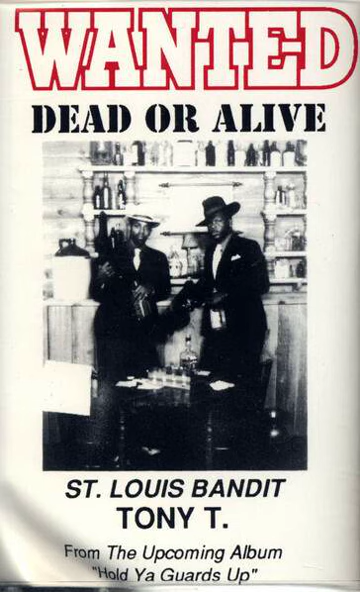 WANTED
DEAD OR ALIVE
ST. LOUIS BANDIT
TONY T.
From The Upcoming Album
"Hold Ya Guards Up"